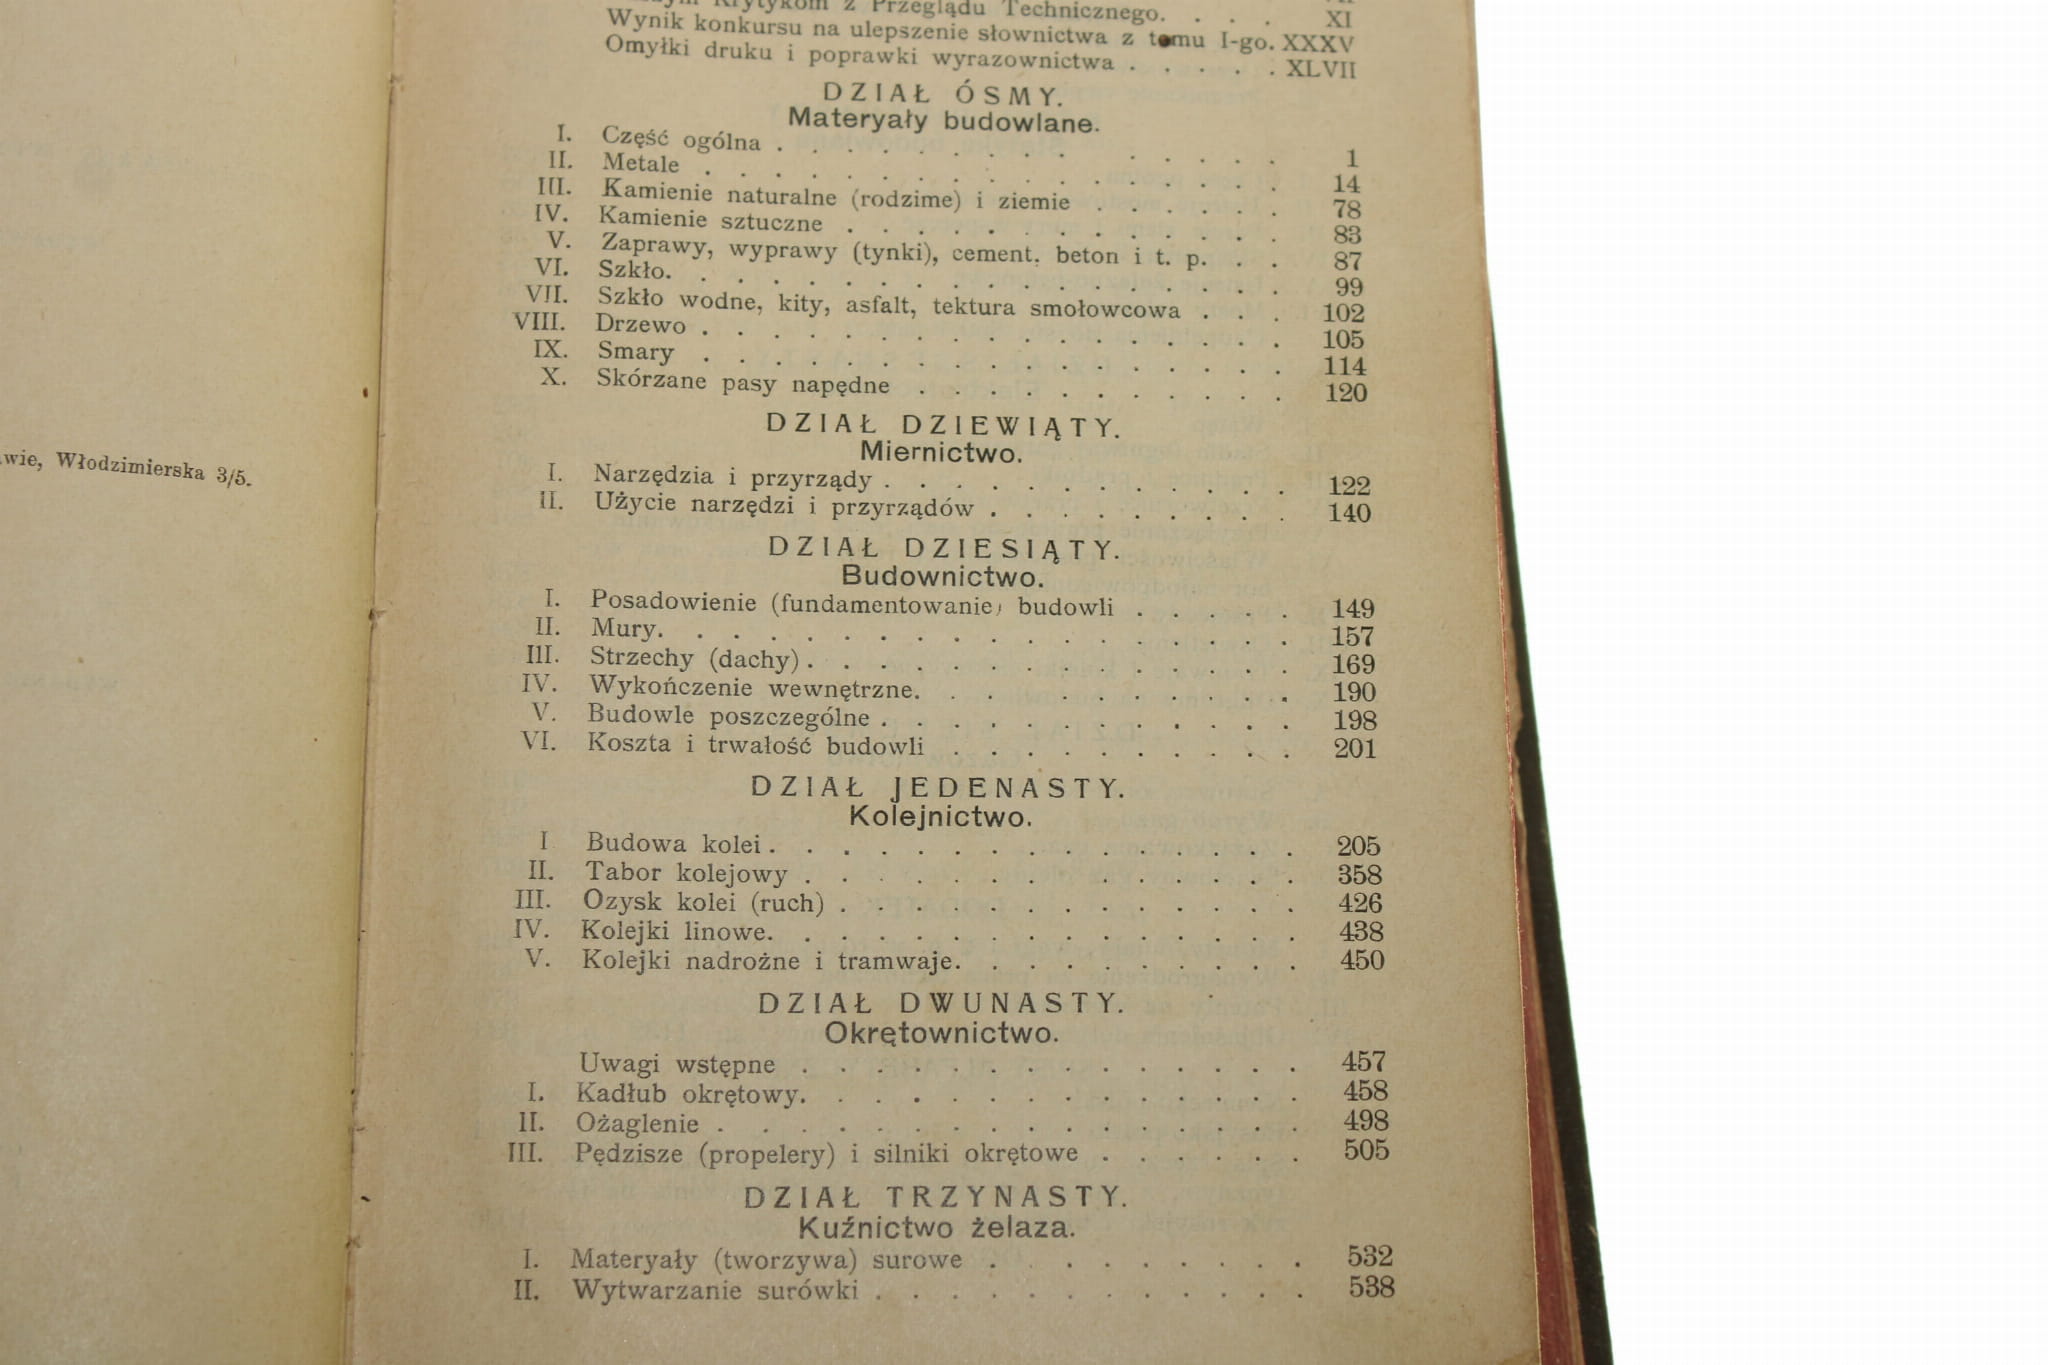 Krytykom z Przeglądu Technicznego. . . . XI
Wynik konkursu na ulepszenie słownictwa z tomu I-go. XXXV
Omyłki druku i poprawki wyrazownictwa . . . . . XLVII
DZIAŁ ÓSMY.
Materyały budowlane.
I. Część ogólna . . . . . . . . . . . . . . 1
II. Metale . . . . . . . . . . . . . . . . 14
III. Kamienie naturalne (rodzime) i ziemie . . . . . . 78
IV. Kamienie sztuczne . . . . . . . . . . . . 83
V. Zaprawy, wyprawy (tynki), cement, beton i t. p. . . 87
VI. Szkło. . . . . . . . . . . . . . . . . . 99
VII. Szkło wodne, kity, asfalt, tektura smołowcowa . . . 102
VIII. Drzewo . . . . . . . . . . . . . . . . 105
IX. Smary . . . . . . . . . . . . . . . . 114
X. Skórzane pasy napędne . . . . . . . . . . . 120
DZIAŁ DZIEWIĄTY.
Miernictwo.
I. Narzędzia i przyrządy . . . . . . . . . . . . 122
II. Użycie narzędzi i przyrządów . . . . . . . . . 140
wie, Włodzimierska 3/5.
DZIAŁ DZIESIĄTY.
Budownictwo.
I. Posadowienie (fundamentowanie) budowli . . . . . 149
II. Mury. . . . . . . . . . . . . . . . . . 157
III. Strzechy (dachy) . . . . . . . . . . . . . . 169
IV. Wykończenie wewnętrzne. . . . . . . . . . . 190
V. Budowle poszczególne . . . . . . . . . . . . 198
VI. Koszta i trwałość budowli . . . . . . . . . . 201
DZIAŁ JEDENASTY.
Kolejnictwo.
I Budowa kolei . . . . . . . . . . . . . . . 205
II. Tabor kolejowy . . . . . . . . . . . . . . 358
III. Ozysk kolei (ruch) . . . . . . . . . . . . . 426
IV. Kolejki linowe. . . . . . . . . . . . . . . 438
V. Kolejki nadrożne i tramwaje. . . . . . . . . . 450
DZIAŁ DWUNASTY.
Okrętownictwo.
Uwagi wstępne . . . . . . . . . . . . . . 457
I. Kadłub okrętowy. . . . . . . . . . . . . . 458
II. Ożaglenie . . . . . . . . . . . . . . . . 498
III. Pędzisze (propelery) i silniki okrętowe . . . . . . 505
DZIAŁ TRZYNASTY.
Kuźnictwo żelaza.
I. Materyały (tworzywa) surowe . . . . . . . . . 532
II. Wytwarzanie surówki . . . . . . . . . . . . 538